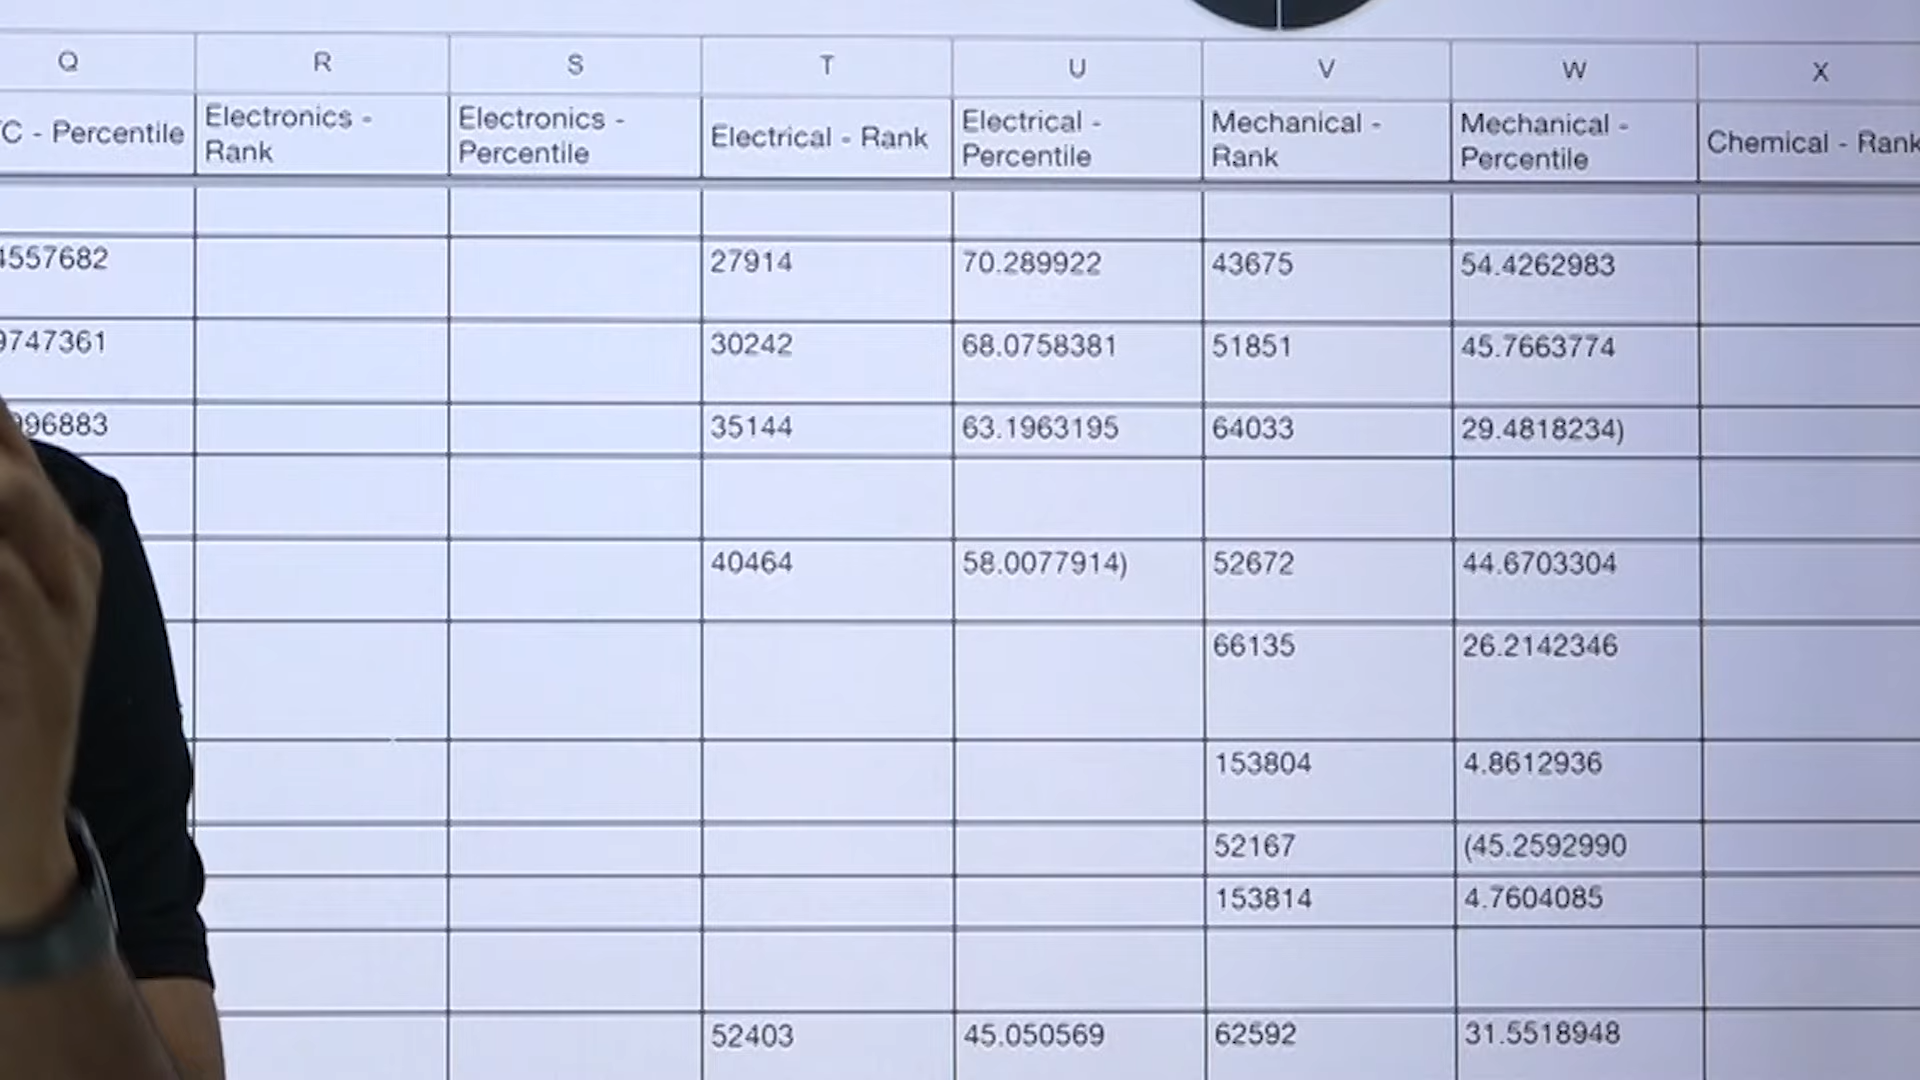 Q R S T U V W X
C - Percentile Electronics - Rank Electronics - Percentile Electrical - Rank Electrical - Percentile Mechanical - Rank Mechanical - Percentile Chemical - Rank
4557682 27914 70.289922 43675 54.4262983
9747361 30242 68.0758381 51851 45.7663774
996883 35144 63.1963195 64033 29.4818234)
40464 58.0077914) 52672 44.6703304
66135 26.2142346
153804 4.8612936
52167 (45.2592990
153814 4.7604085
52403 45.050569 62592 31.5518948